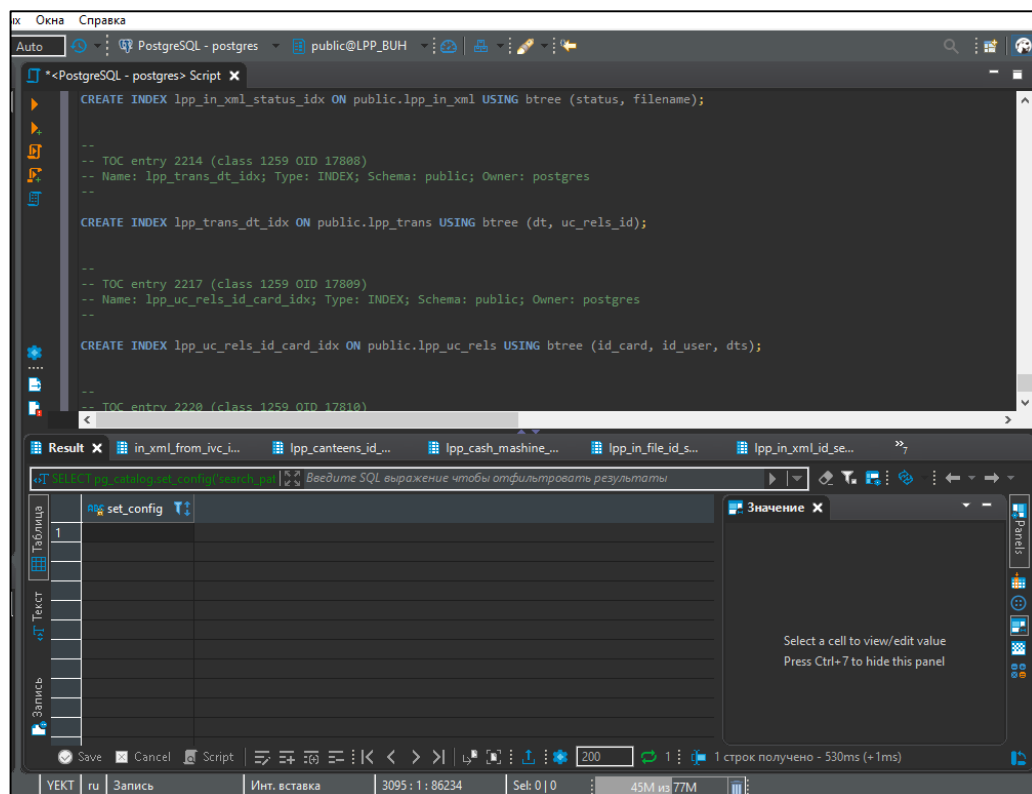 ых Окна Справка
Auto PostgreSQL - postgres public@LPP_BUH
*<PostgreSQL - postgres> Script
CREATE INDEX lpp_in_xml_status_idx ON public.lpp_in_xml USING btree (status, filename);
--
-- TOC entry 2214 (class 1259 OID 17808)
-- Name: lpp_trans_dt_idx; Type: INDEX; Schema: public; Owner: postgres
--
CREATE INDEX lpp_trans_dt_idx ON public.lpp_trans USING btree (dt, uc_rels_id);
--
-- TOC entry 2217 (class 1259 OID 17809)
-- Name: lpp_uc_rels_id_card_idx; Type: INDEX; Schema: public; Owner: postgres
--
CREATE INDEX lpp_uc_rels_id_card_idx ON public.lpp_uc_rels USING btree (id_card, id_user, dts);
--
-- TOC entry 2220 (class 1259 OID 17810)
Result in_xml_from_ivc_i... lpp_canteens_id_... lpp_cash_mashine_... lpp_in_file_id_s... lpp_in_xml_id_se... »7
SELECT pg_catalog.set_config('search_pat Введите SQL выражение чтобы отфильтровать результаты
Таблица
ABC set_config
Значение
Panels
1
Текст
Select a cell to view/edit value
Press Ctrl+7 to hide this panel
Запись
Save Cancel Script 200 1 1 строк получено - 530ms (+1ms)
YEKT ru Запись Инт. вставка 3095 : 1 : 86234 Sel: 0 | 0 45M из 77M